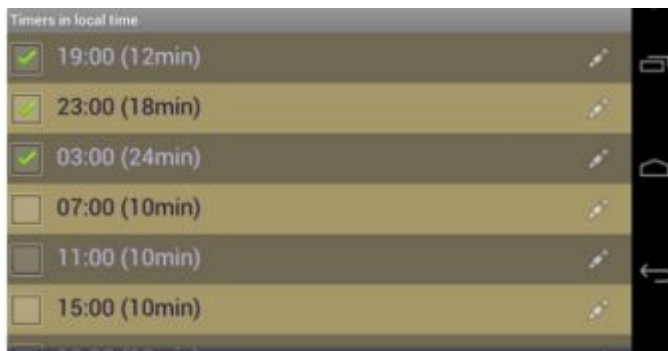 Timers in local time
19:00 (12min)
23:00 (18min)
03:00 (24min)
07:00 (10min)
11:00 (10min)
15:00 (10min)